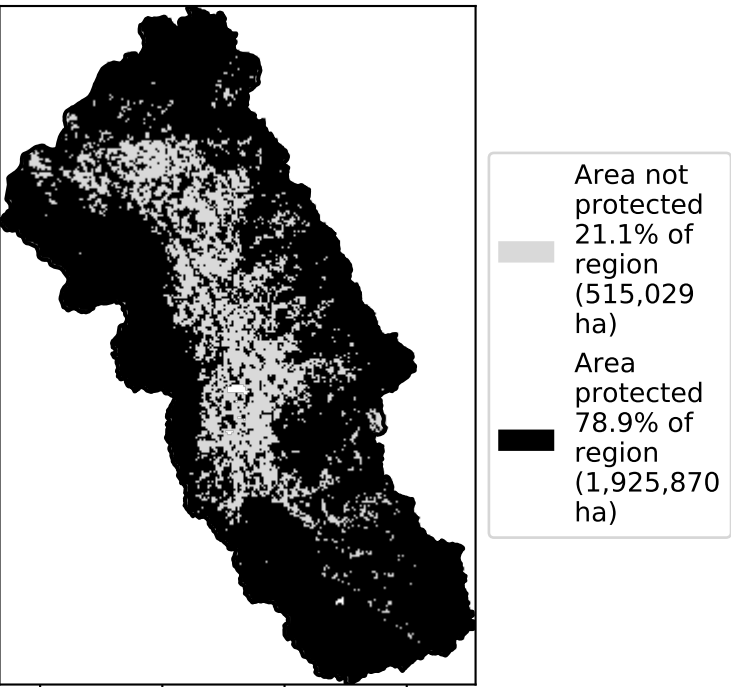 Area not
protected
21.1% of
region
(515,029
ha)
Area
protected
78.9% of
region
(1,925,870
ha)